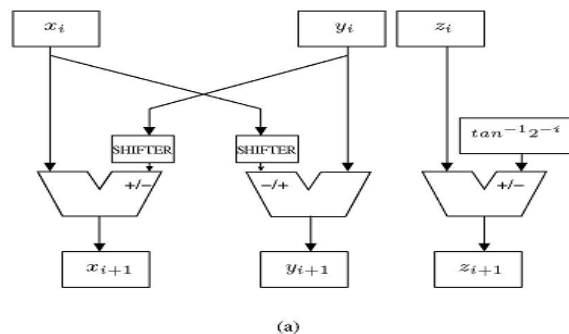 x_i y_i z_i
tan^{-1}2^{-i}
SHIFTER SHIFTER
+/− −/+ +/−
x_{i+1} y_{i+1} z_{i+1}
(a)